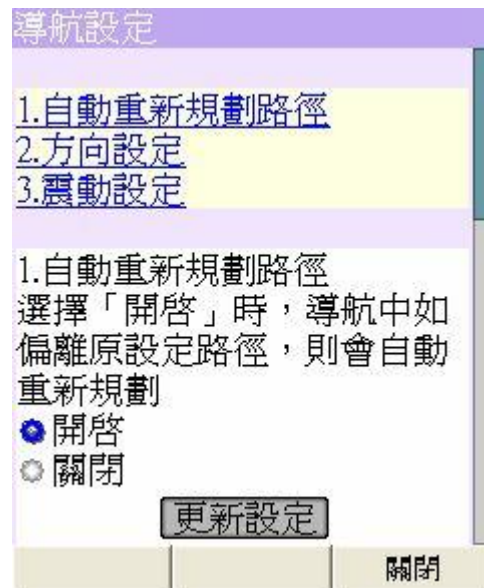 導航設定
1.自動重新規劃路徑
2.方向設定
3.震動設定
1.自動重新規劃路徑
選擇「開啓」時，導航中如
偏離原設定路徑，則會自動
重新規劃
開啓
關閉
更新設定
關閉